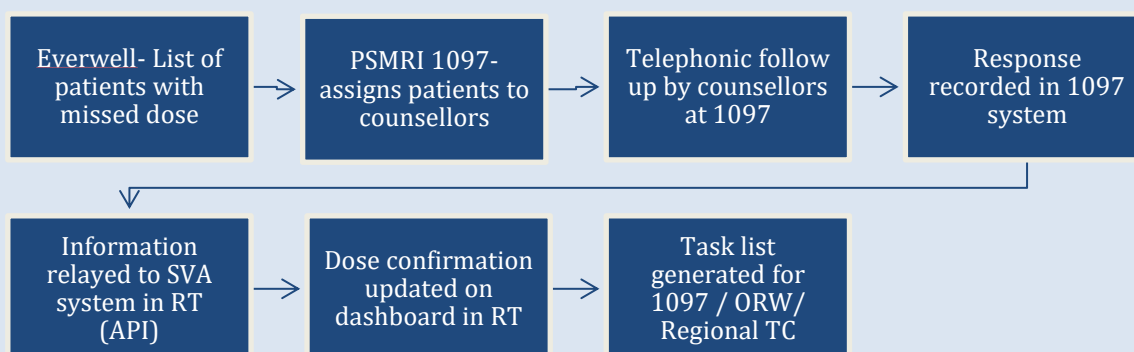 Everwell- List of
patients with
missed dose
PSMRI 1097-
assigns patients to
counsellors
Telephonic follow
up by counsellors
at 1097
Response
recorded in 1097
system
Information
relayed to SVA
system in RT
(API)
Dose confirmation
updated on
dashboard in RT
Task list
generated for
1097 / ORW/
Regional TC